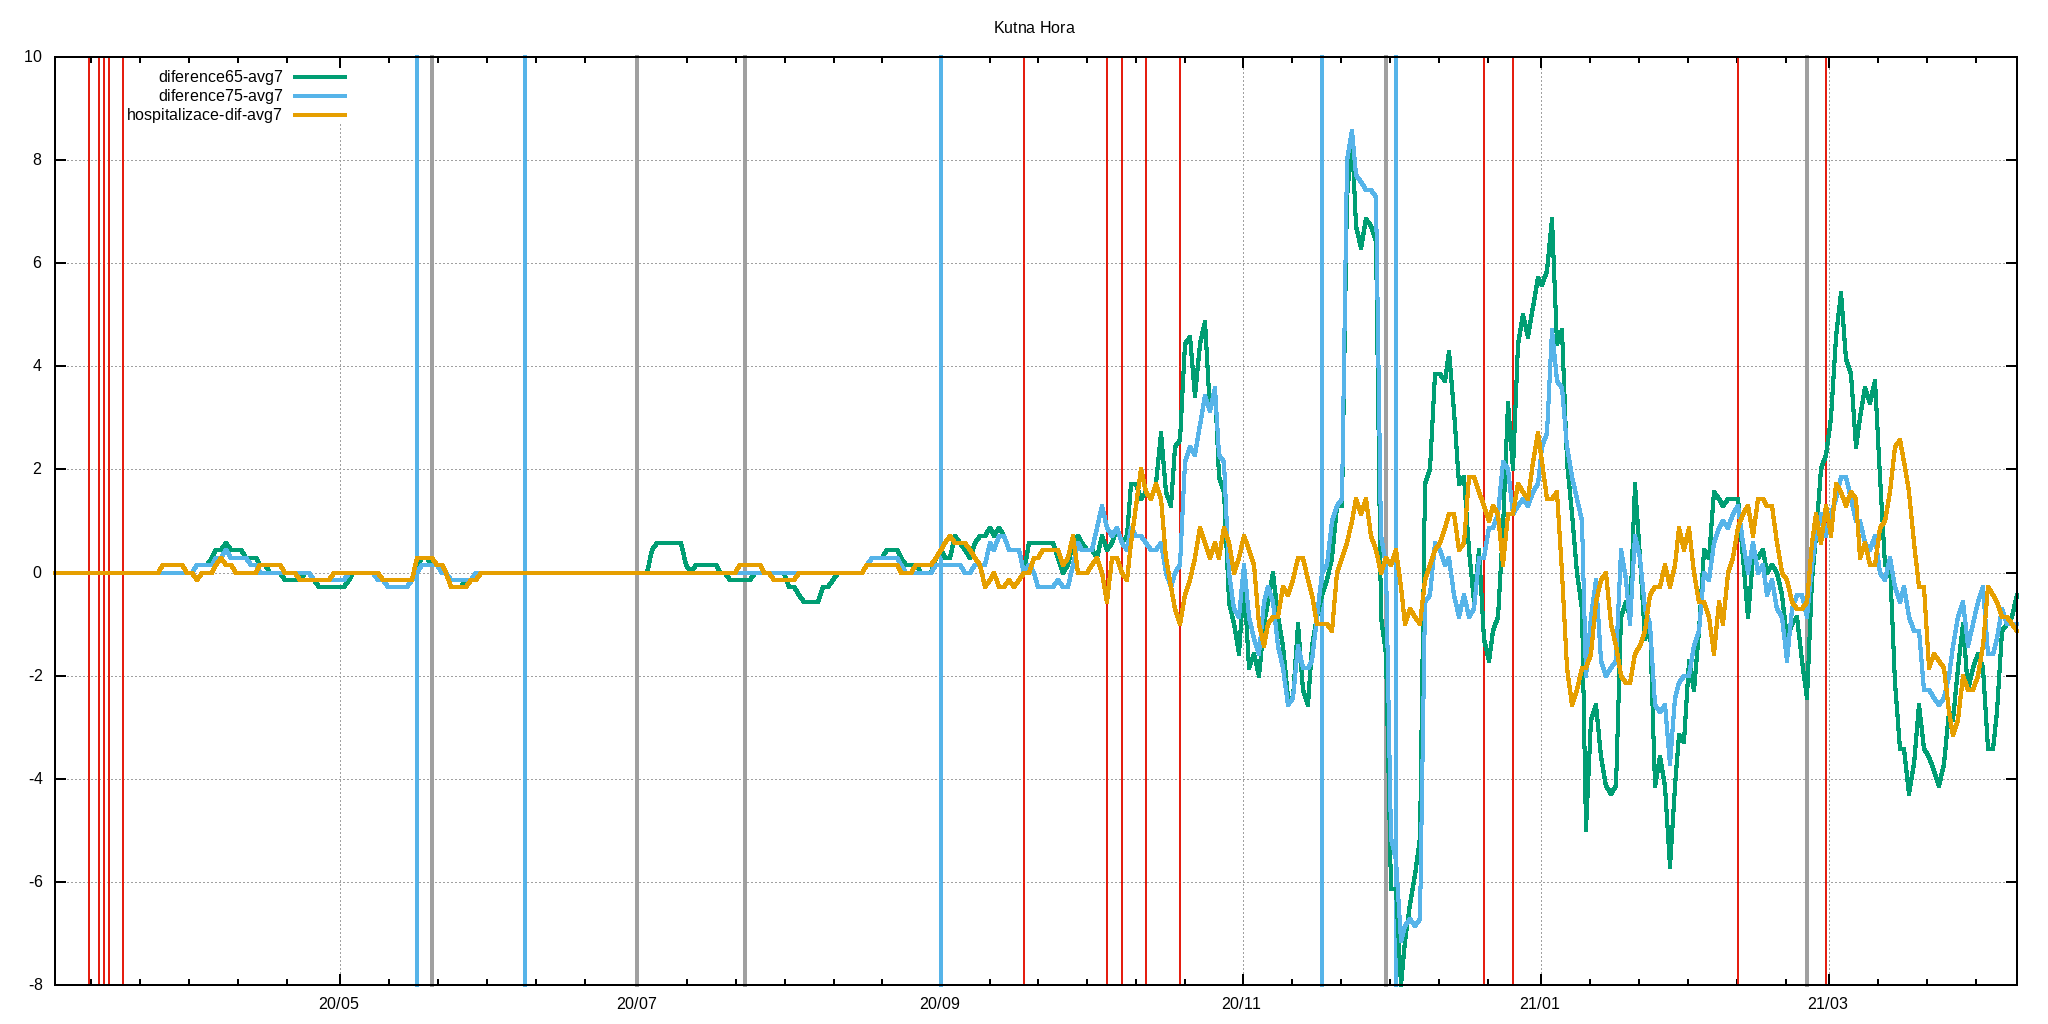 Kutna Hora
diference65-avg7
diference75-avg7
hospitalizace-dif-avg7
10
8
6
4
2
0
-2
-4
-6
-8
20/05 20/07 20/09 20/11 21/01 21/03